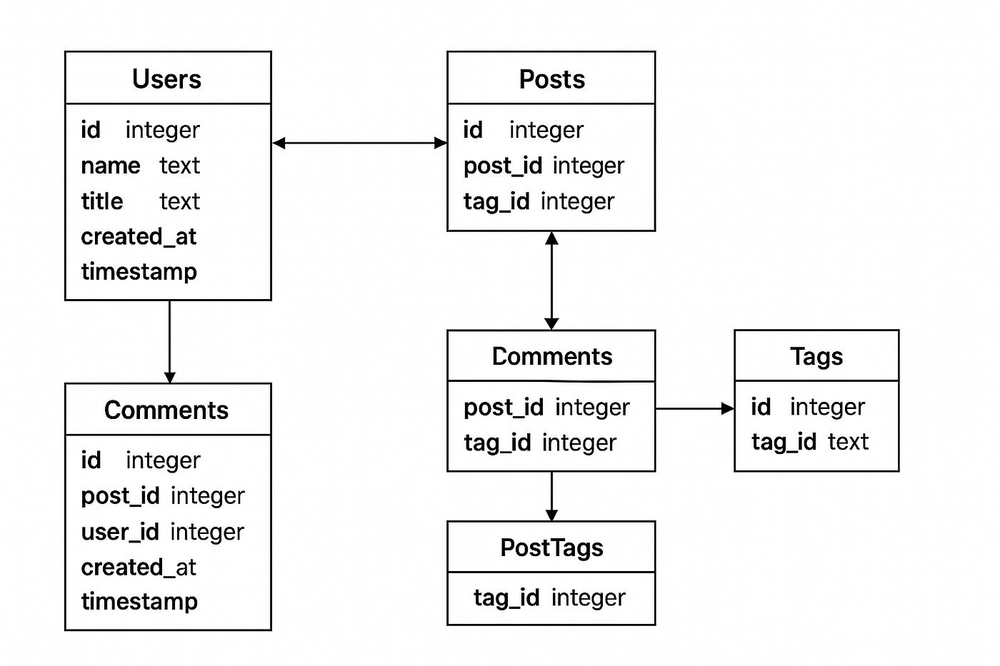 Users
id integer
name text
title text
created_at
timestamp
Posts
id integer
post_id integer
tag_id integer
Comments
id integer
post_id integer
user_id integer
created_at
timestamp
Comments
post_id integer
tag_id integer
Tags
id integer
tag_id text
PostTags
tag_id integer